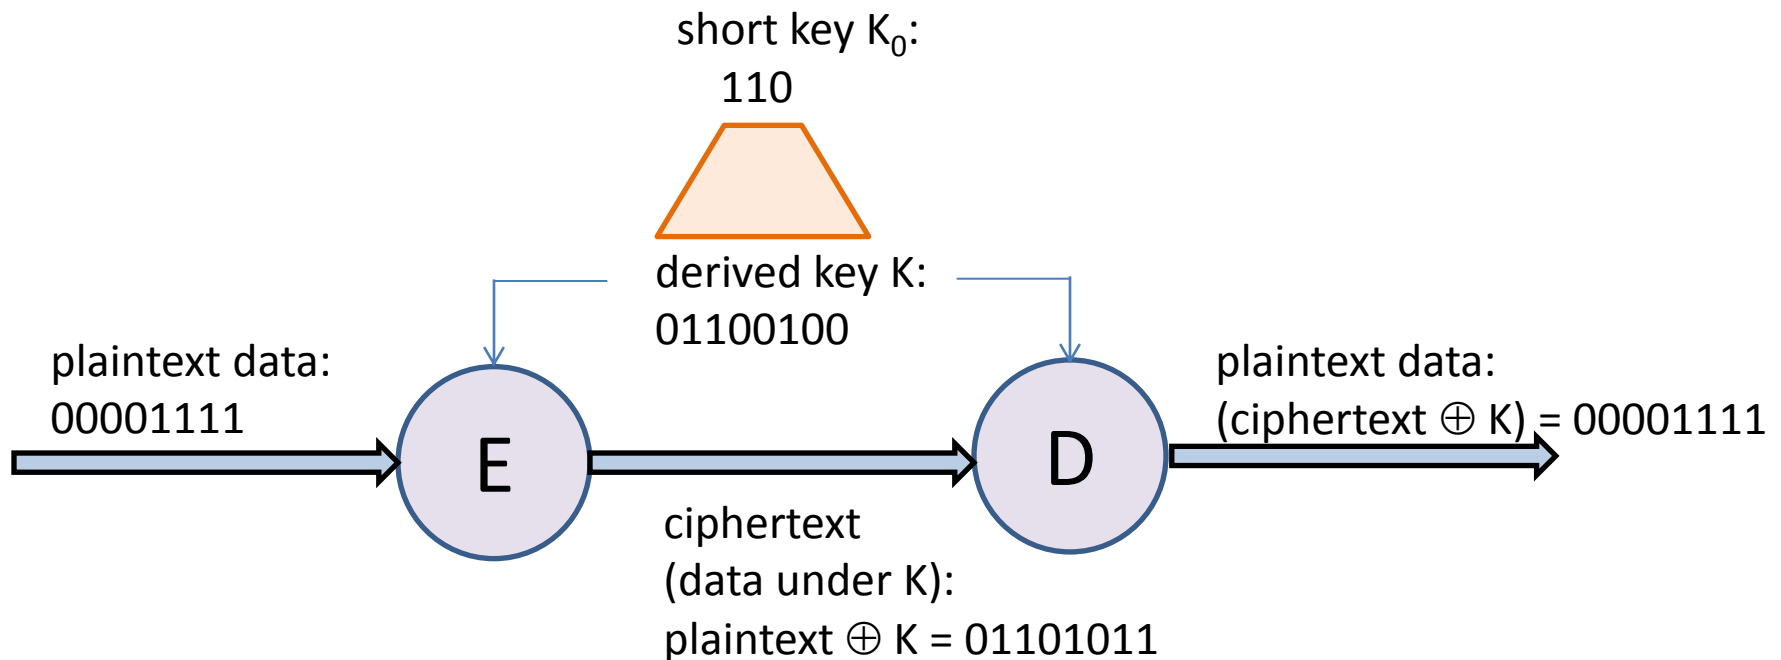 short key K₀:
110
derived key K:
01100100
plaintext data:
00001111
E
D
plaintext data:
(ciphertext ⊕ K) = 00001111
ciphertext
(data under K):
plaintext ⊕ K = 01101011